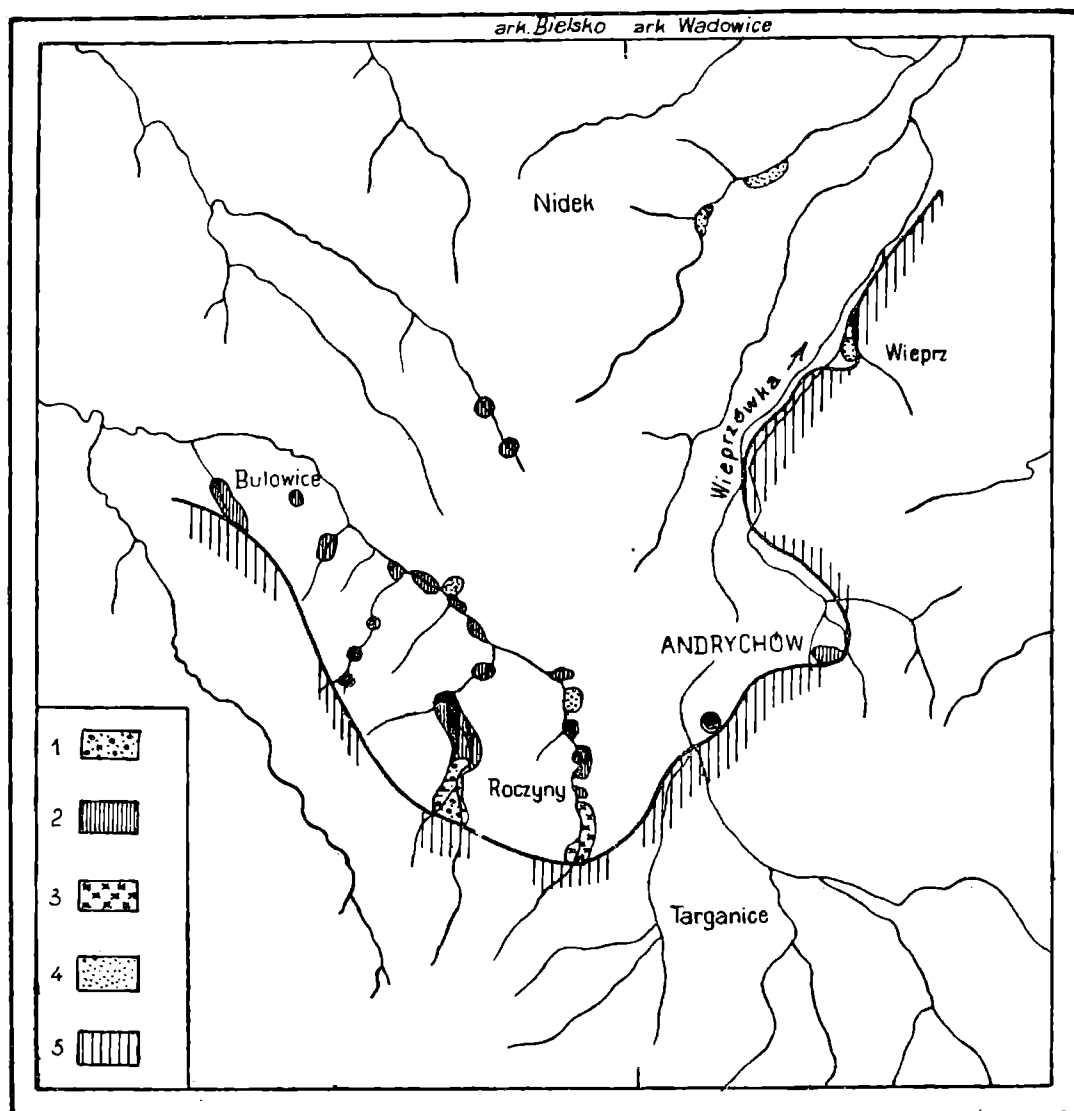 ark. Bielsko ark Wadowice
Nidek
Wieprz
Wieprzówka
Bulowice
ANDRYCHÓW
Roczyny
Targanice
1
2
3
4
5